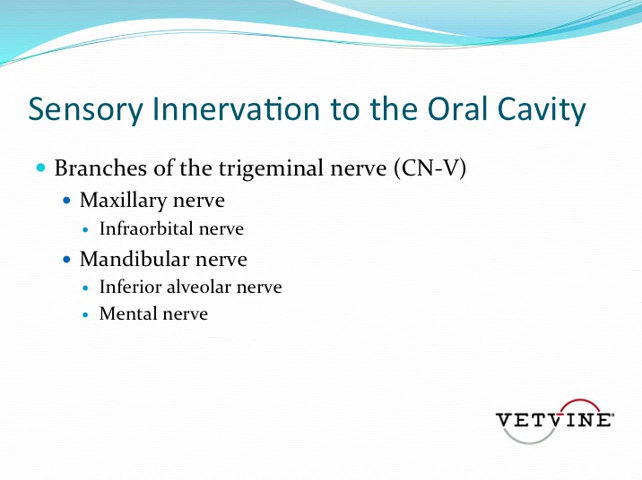 Sensory Innervation to the Oral Cavity
Branches of the trigeminal nerve (CN-V)
Maxillary nerve
Infraorbital nerve
Mandibular nerve
Inferior alveolar nerve
Mental nerve
VETVINE